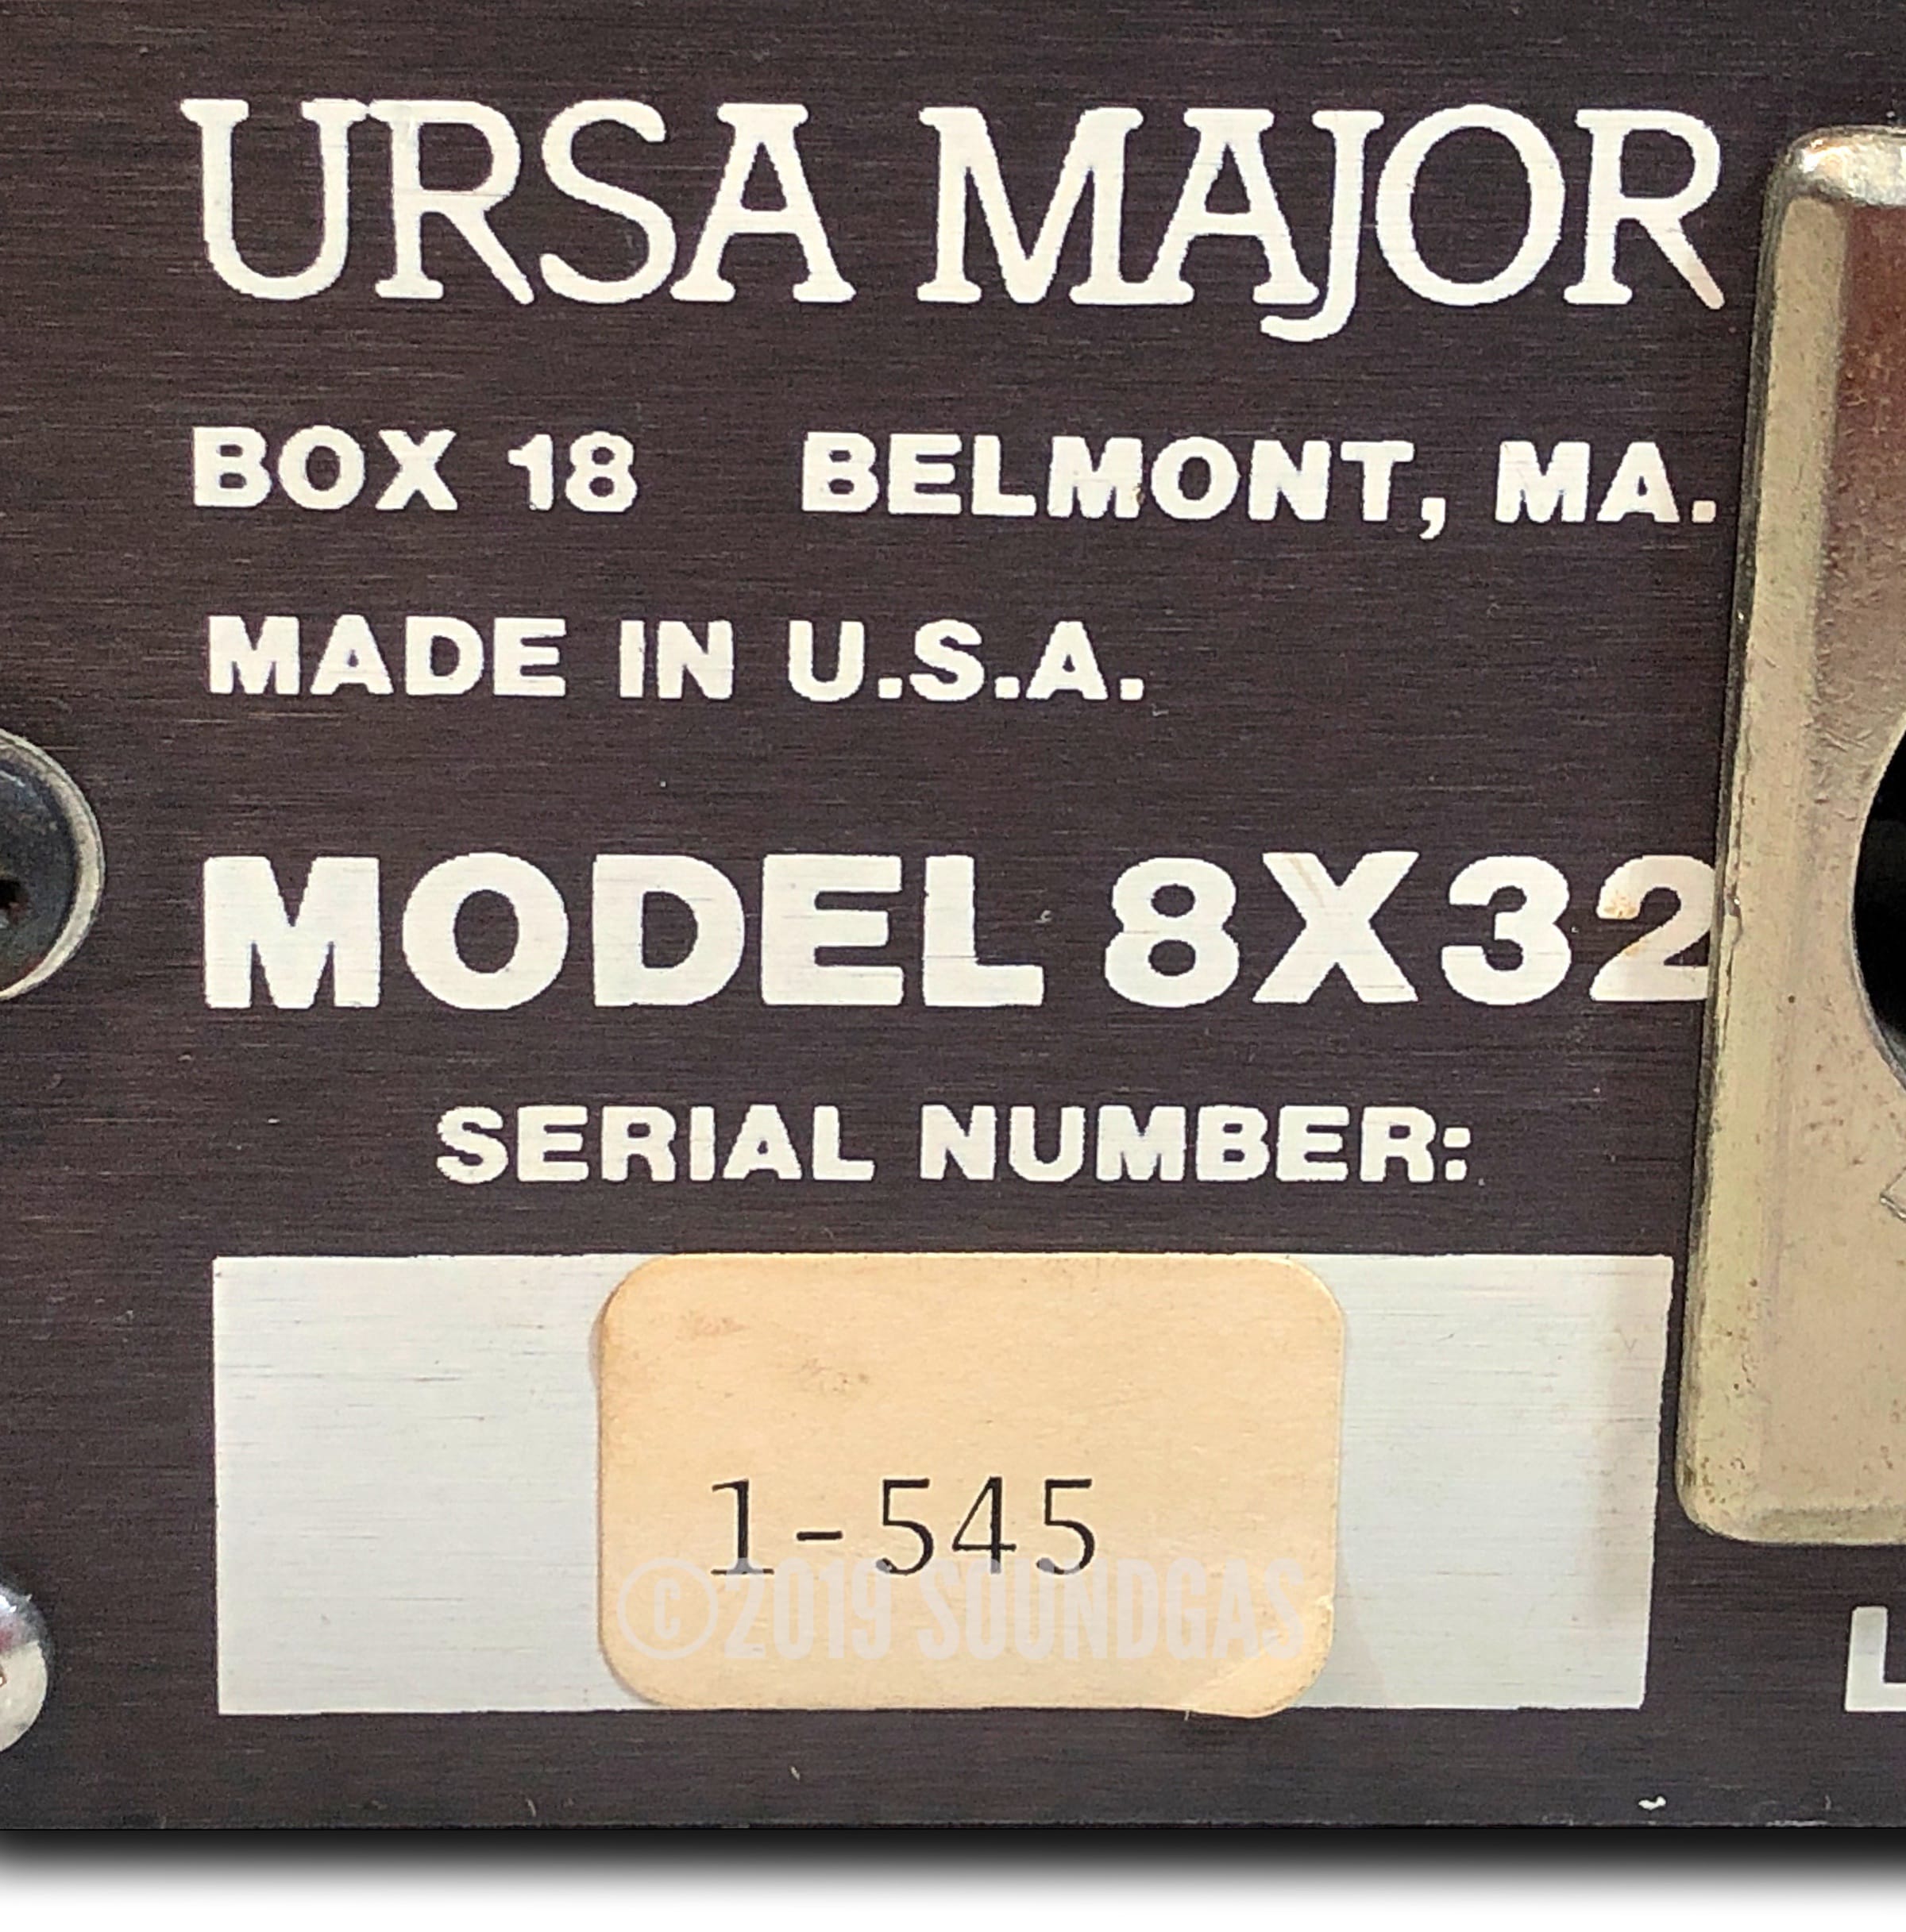 URSA MAJOR
BOX 18 BELMONT, MA.
MADE IN U.S.A.
MODEL 8X32
SERIAL NUMBER:
1-545
©2019 SOUNDGAS
L